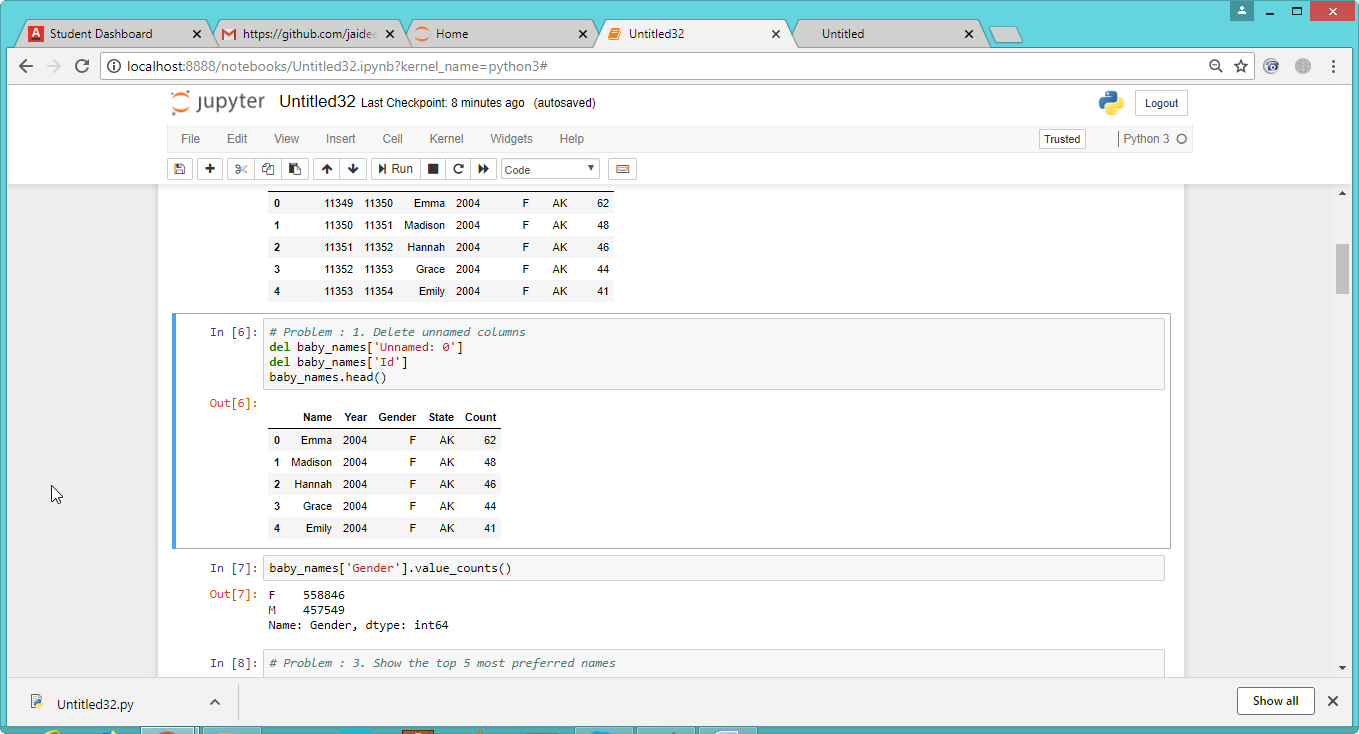 Student Dashboard
https://github.com/jaidee
Home
Untitled32
Untitled
localhost:8888/notebooks/Untitled32.ipynb?kernel_name=python3#
jupyter Untitled32 Last Checkpoint: 8 minutes ago (autosaved)
Logout
File Edit View Insert Cell Kernel Widgets Help
Trusted
Python 3
Run
Code
0 11349 11350 Emma 2004 F AK 62
1 11350 11351 Madison 2004 F AK 48
2 11351 11352 Hannah 2004 F AK 46
3 11352 11353 Grace 2004 F AK 44
4 11353 11354 Emily 2004 F AK 41
In [6]: # Problem : 1. Delete unnamed columns
del baby_names['Unnamed: 0']
del baby_names['Id']
baby_names.head()
Out[6]:
Name Year Gender State Count
0 Emma 2004 F AK 62
1 Madison 2004 F AK 48
2 Hannah 2004 F AK 46
3 Grace 2004 F AK 44
4 Emily 2004 F AK 41
In [7]: baby_names['Gender'].value_counts()
Out[7]: F 558846
M 457549
Name: Gender, dtype: int64
In [8]: # Problem : 3. Show the top 5 most preferred names
Untitled32.py
Show all